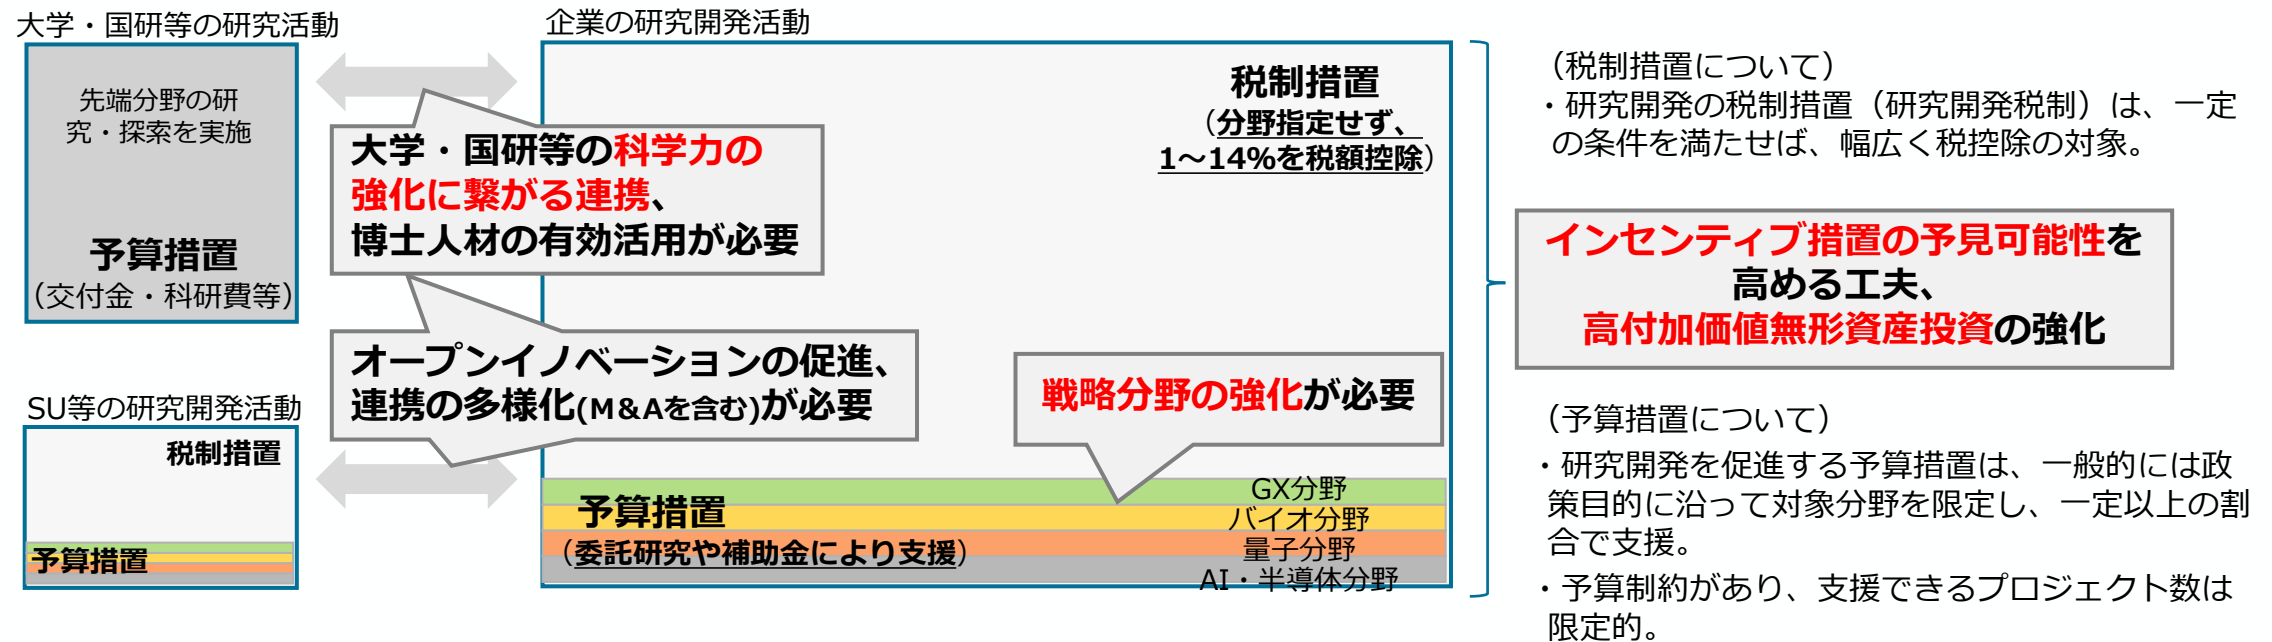 大学・国研等の研究活動
先端分野の研
究・探索を実施
予算措置
（交付金・科研費等）
SU等の研究開発活動
税制措置
予算措置
企業の研究開発活動
税制措置
（分野指定せず、
1～14%を税額控除）
大学・国研等の科学力の
強化に繋がる連携、
博士人材の有効活用が必要
オープンイノベーションの促進、
連携の多様化(M&Aを含む)が必要
戦略分野の強化が必要
予算措置
（委託研究や補助金により支援）
GX分野
バイオ分野
量子分野
AI・半導体分野
（税制措置について）
・研究開発の税制措置（研究開発税制）は、一定
の条件を満たせば、幅広く税控除の対象。
インセンティブ措置の予見可能性を
高める工夫、
高付加価値無形資産投資の強化
（予算措置について）
・研究開発を促進する予算措置は、一般的には政
策目的に沿って対象分野を限定し、一定以上の割
合で支援。
・予算制約があり、支援できるプロジェクト数は
限定的。